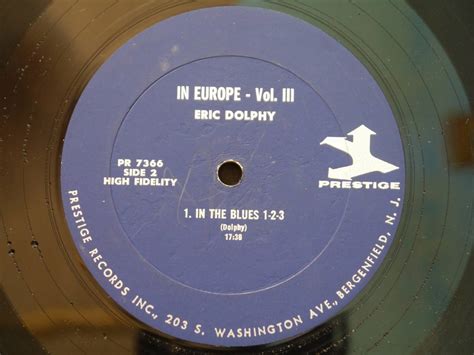 IN EUROPE - Vol. III
ERIC DOLPHY
PR 7366
SIDE 2
HIGH FIDELITY
PRESTIGE
1. IN THE BLUES 1-2-3
(Dolphy)
17:38
PRESTIGE RECORDS INC., 203 S. WASHINGTON AVE., BERGENFIELD, N. J.